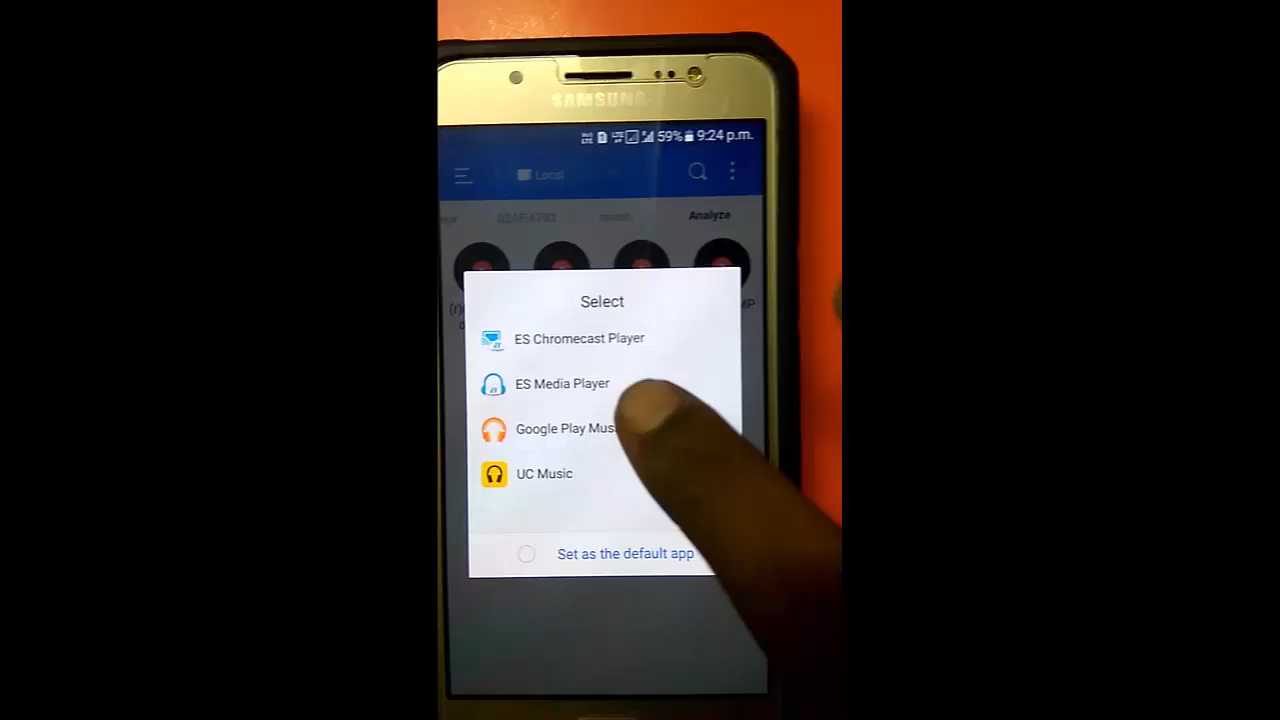 SAMSUNG
59% 9:24 p.m.
Local
music Analyze
Select
ES Chromecast Player
ES Media Player
Google Play
UC Music
Set as the default app